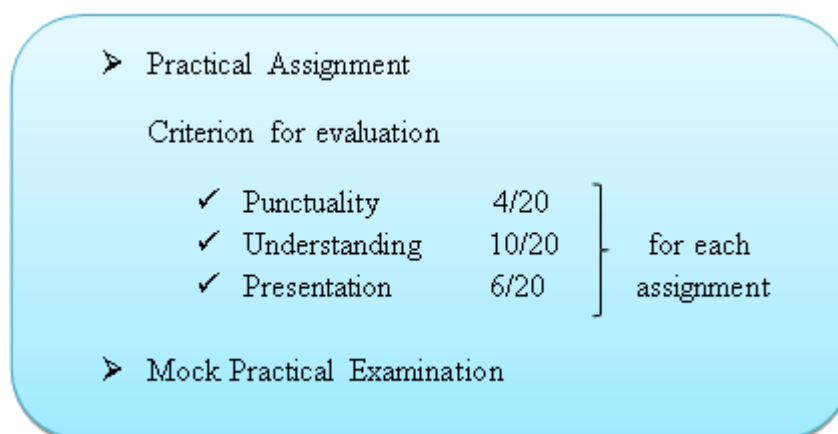 ➢ Practical Assignment
Criterion for evaluation
✓ Punctuality 4/20
✓ Understanding 10/20 for each
✓ Presentation 6/20 assignment
➢ Mock Practical Examination